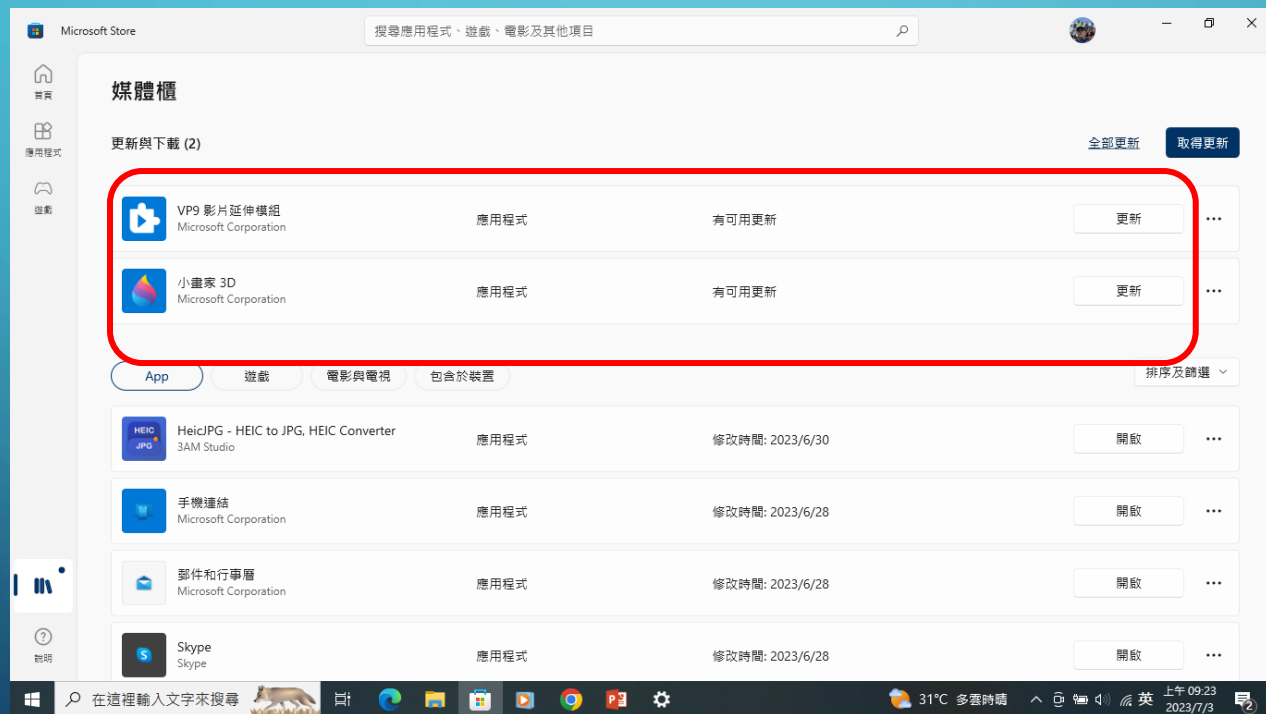 Microsoft Store
搜尋應用程式、遊戲、電影及其他項目
首頁
應用程式
遊戲
媒體櫃
更新與下載 (2)
全部更新
取得更新
VP9 影片延伸模組
Microsoft Corporation
應用程式
有可用更新
更新
小畫家 3D
Microsoft Corporation
應用程式
有可用更新
更新
App
遊戲
電影與電視
包含於裝置
排序及篩選
HEIC
JPG
HeicJPG - HEIC to JPG, HEIC Converter
3AM Studio
應用程式
修改時間: 2023/6/30
開啟
手機連結
Microsoft Corporation
應用程式
修改時間: 2023/6/28
開啟
郵件和行事曆
Microsoft Corporation
應用程式
修改時間: 2023/6/28
開啟
Skype
Skype
應用程式
修改時間: 2023/6/28
開啟
說明
在這裡輸入文字來搜尋
31°C 多雲時晴
英
上午 09:23
2023/7/3
2